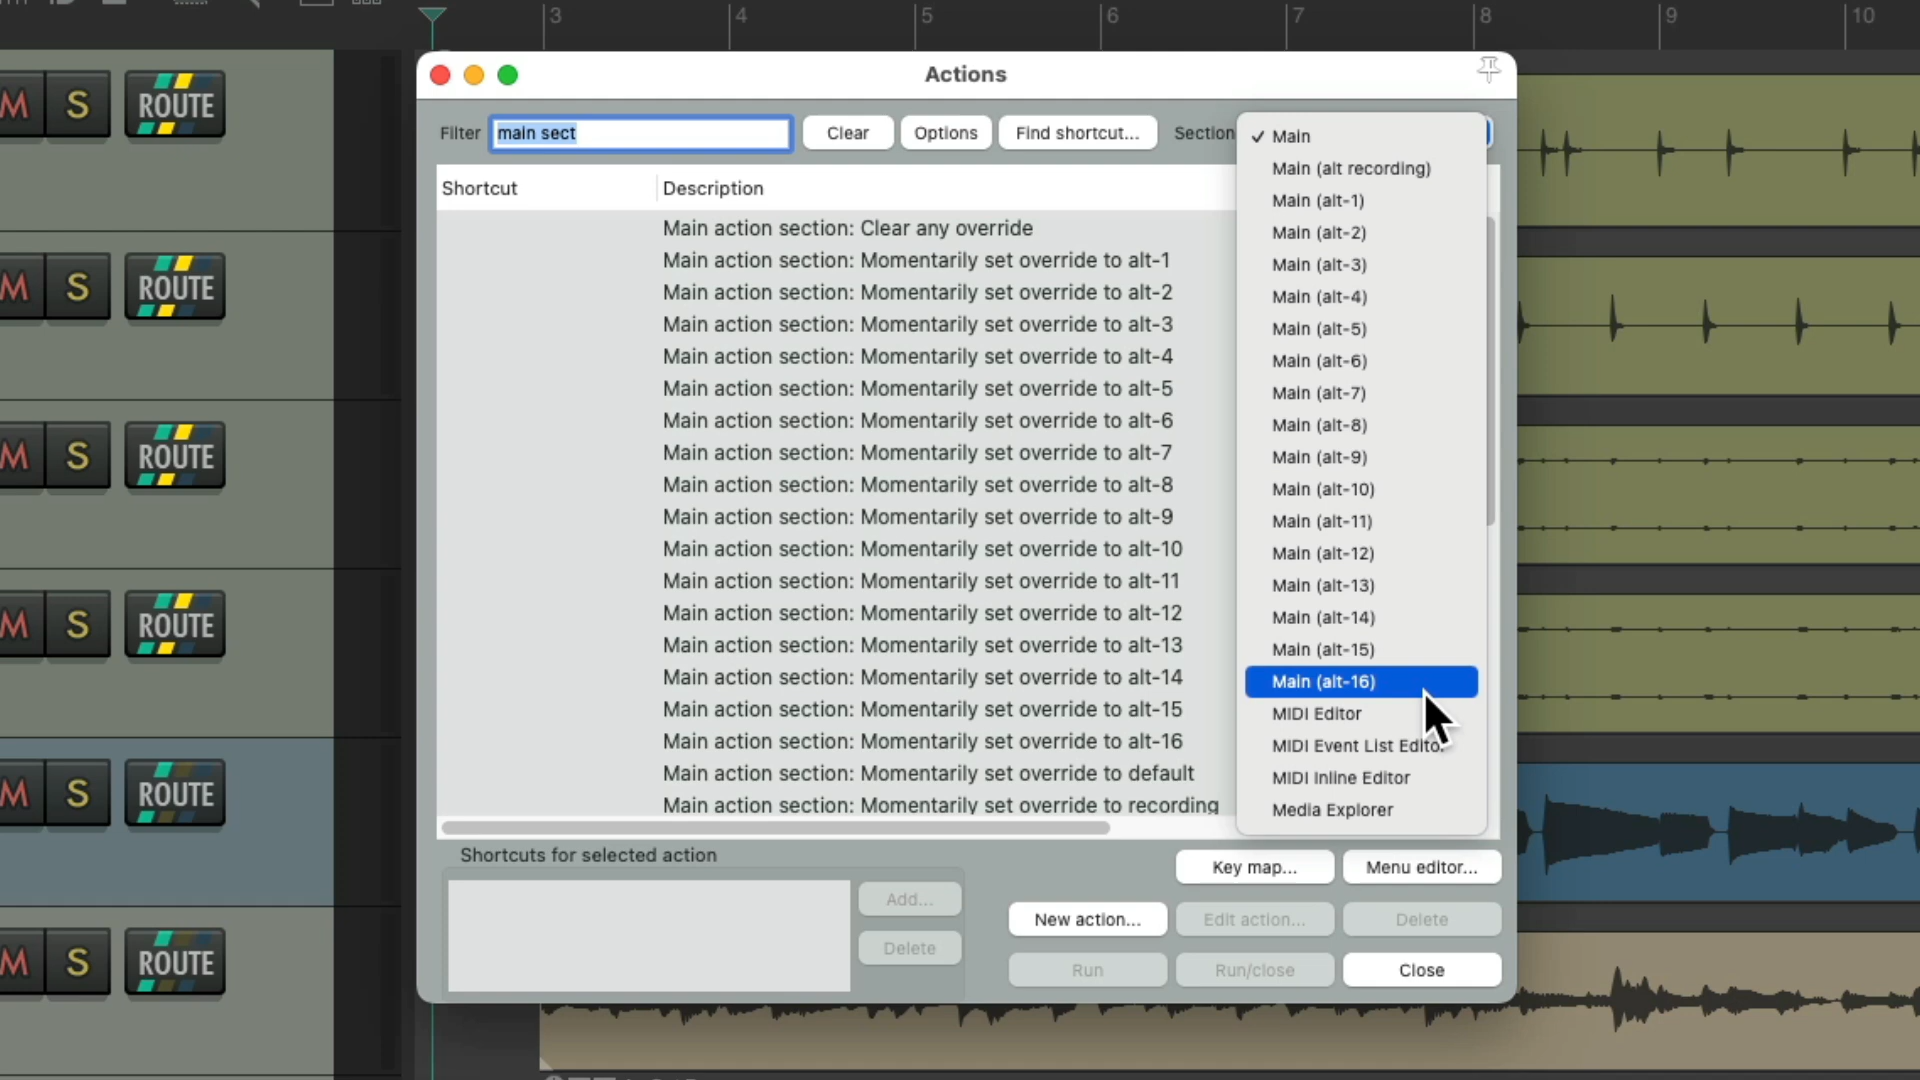 3 4 5 6 7 8 9 10
Actions
Filter main sect Clear Options Find shortcut... Section
Shortcut Description
Main action section: Clear any override
Main action section: Momentarily set override to alt-1
Main action section: Momentarily set override to alt-2
Main action section: Momentarily set override to alt-3
Main action section: Momentarily set override to alt-4
Main action section: Momentarily set override to alt-5
Main action section: Momentarily set override to alt-6
Main action section: Momentarily set override to alt-7
Main action section: Momentarily set override to alt-8
Main action section: Momentarily set override to alt-9
Main action section: Momentarily set override to alt-10
Main action section: Momentarily set override to alt-11
Main action section: Momentarily set override to alt-12
Main action section: Momentarily set override to alt-13
Main action section: Momentarily set override to alt-14
Main action section: Momentarily set override to alt-15
Main action section: Momentarily set override to alt-16
Main action section: Momentarily set override to default
Main action section: Momentarily set override to recording
✓ Main
Main (alt recording)
Main (alt-1)
Main (alt-2)
Main (alt-3)
Main (alt-4)
Main (alt-5)
Main (alt-6)
Main (alt-7)
Main (alt-8)
Main (alt-9)
Main (alt-10)
Main (alt-11)
Main (alt-12)
Main (alt-13)
Main (alt-14)
Main (alt-15)
Main (alt-16)
MIDI Editor
MIDI Event List Editor
MIDI Inline Editor
Media Explorer
Shortcuts for selected action
Add...
Delete
Key map... Menu editor...
New action... Edit action... Delete
Run Run/close Close
M S ROUTE
M S ROUTE
M S ROUTE
M S ROUTE
M S ROUTE
M S ROUTE